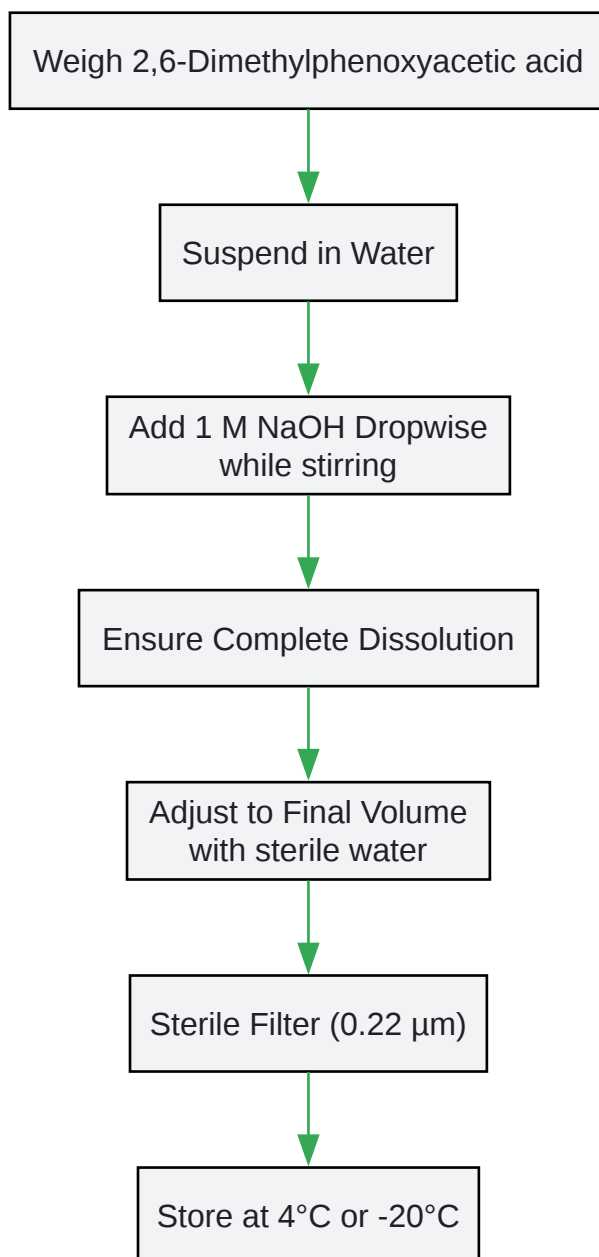 Weigh 2,6-Dimethylphenoxyacetic acid
Suspend in Water
Add 1 M NaOH Dropwise
while stirring
Ensure Complete Dissolution
Adjust to Final Volume
with sterile water
Sterile Filter (0.22 µm)
Store at 4°C or -20°C